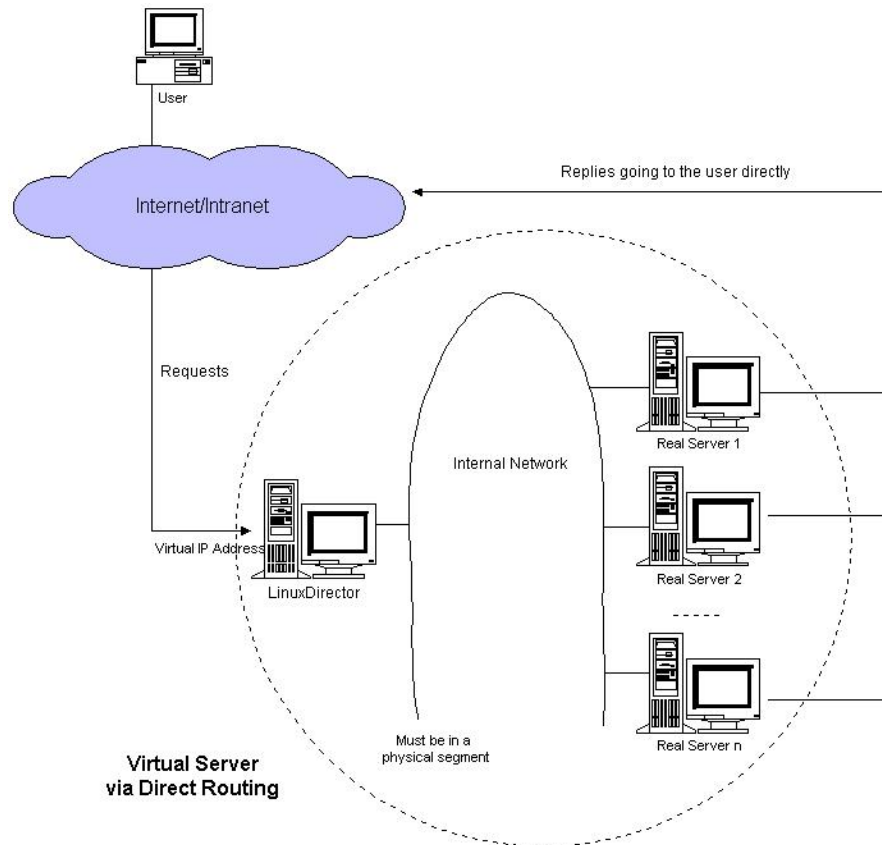 User
Internet/Intranet
Replies going to the user directly
Requests
Virtual IP Address
LinuxDirector
Internal Network
Real Server 1
Real Server 2
Real Server n
Must be in a
physical segment
Virtual Server
via Direct Routing